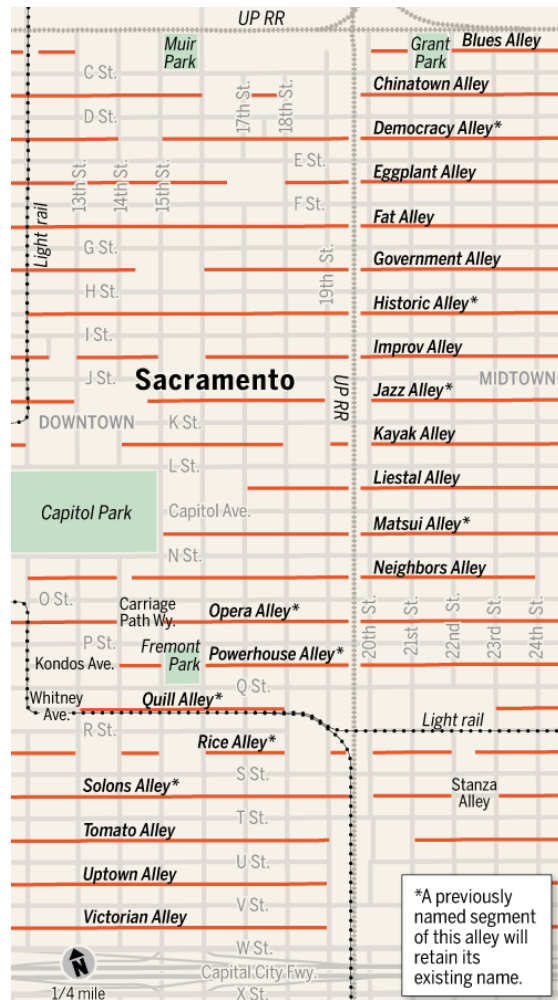 UP RR
Muir
Park
Grant
Park
Blues Alley
C St.
Chinatown Alley
17th St.
18th St.
D St.
Democracy Alley*
E St.
13th St.
14th St.
15th St.
Eggplant Alley
F St.
Fat Alley
Light rail
G St.
19th St.
Government Alley
H St.
Historic Alley*
I St.
Improv Alley
J St.
Sacramento
UP RR
MIDTOWN
Jazz Alley*
DOWNTOWN
K St.
Kayak Alley
L St.
Liestal Alley
Capitol Park
Capitol Ave.
Matsui Alley*
N St.
Neighbors Alley
O St.
Carriage
Path Wy.
Opera Alley*
20th St.
21st St.
22nd St.
23rd St.
24th St.
P St.
Kondos Ave.
Fremont
Park
Powerhouse Alley*
Q St.
Whitney
Ave.
Quill Alley*
Light rail
R St.
Rice Alley*
S St.
Solons Alley*
Stanza
Alley
T St.
Tomato Alley
U St.
Uptown Alley
V St.
Victorian Alley
*A previously
named segment
of this alley will
retain its
existing name.
W St.
N
Capital City Fwy.
1/4 mile
X St.